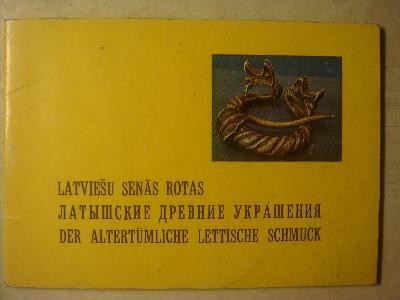 LATVIEŠU SENĀS ROTAS
ЛАТЫШСКИЕ ДРЕВНИЕ УКРАШЕНИЯ
DER ALTERTÜMLICHE LETTISCHE SCHMUCK